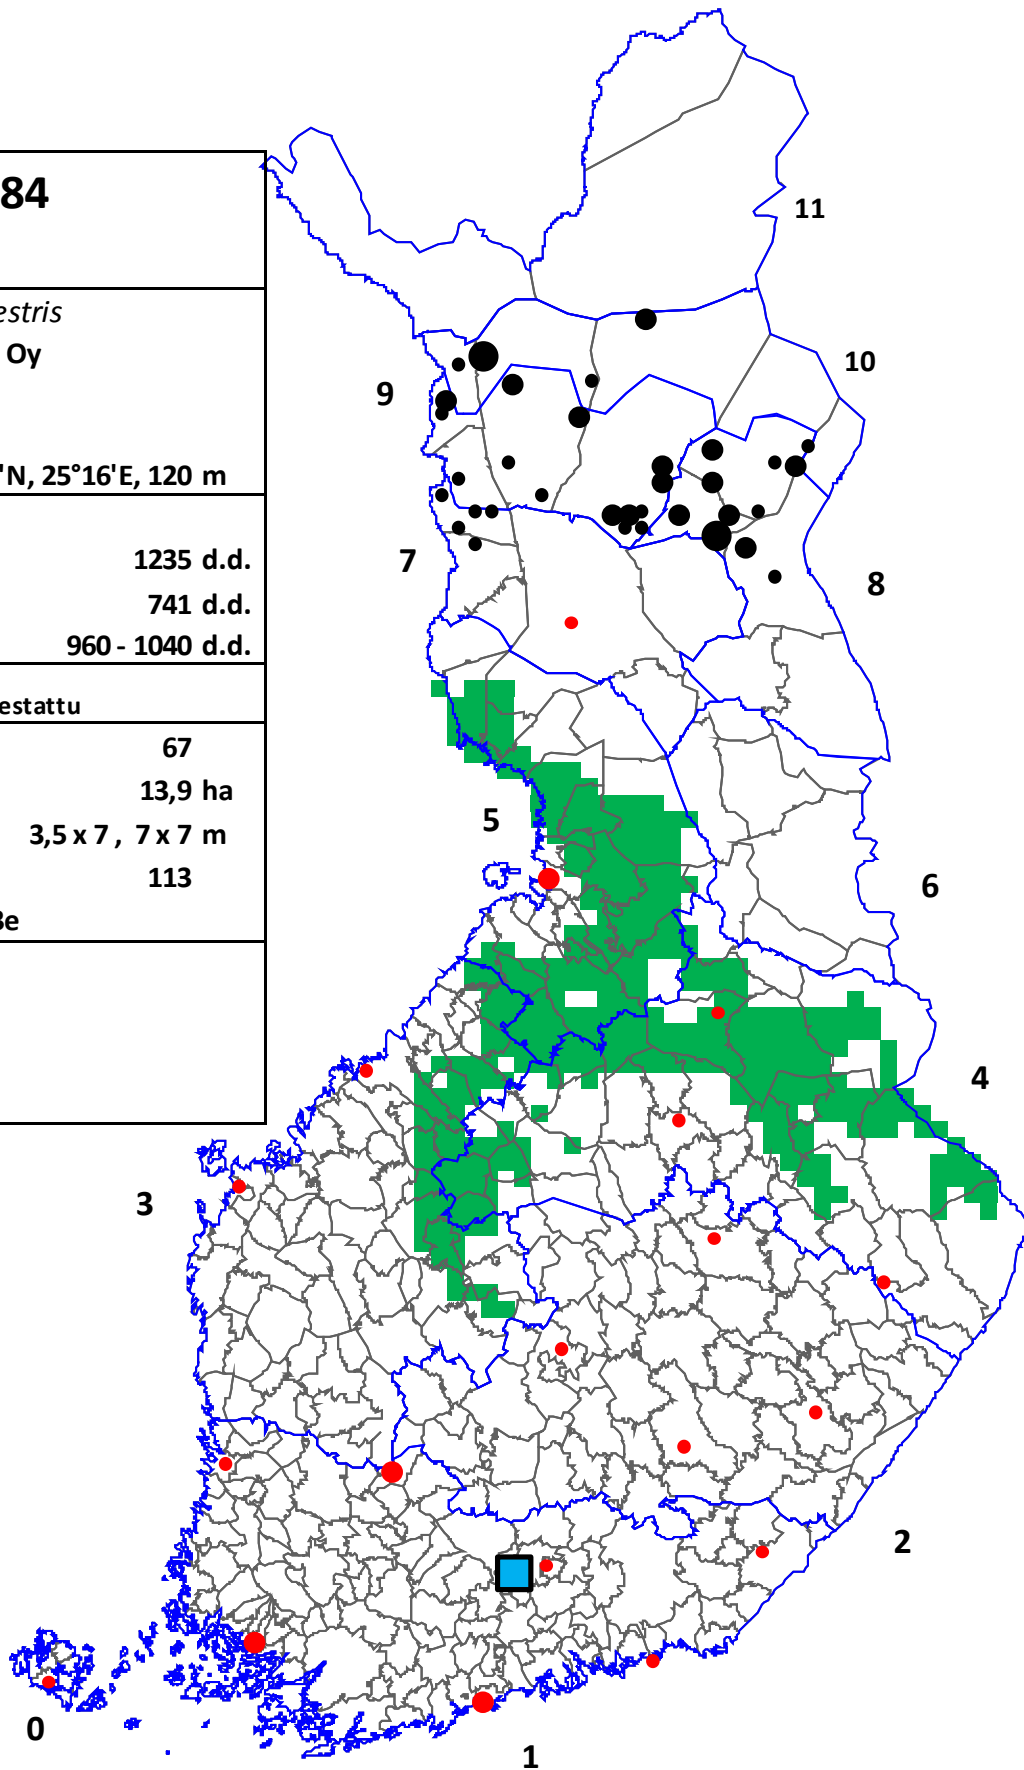 84
estris
Oy
'N, 25°16'E, 120 m
1235 d.d.
741 d.d.
960 - 1040 d.d.
estattu
67
13,9 ha
3,5 x 7 , 7 x 7 m
113
Be
11
10
9
8
7
6
5
4
3
2
1
0